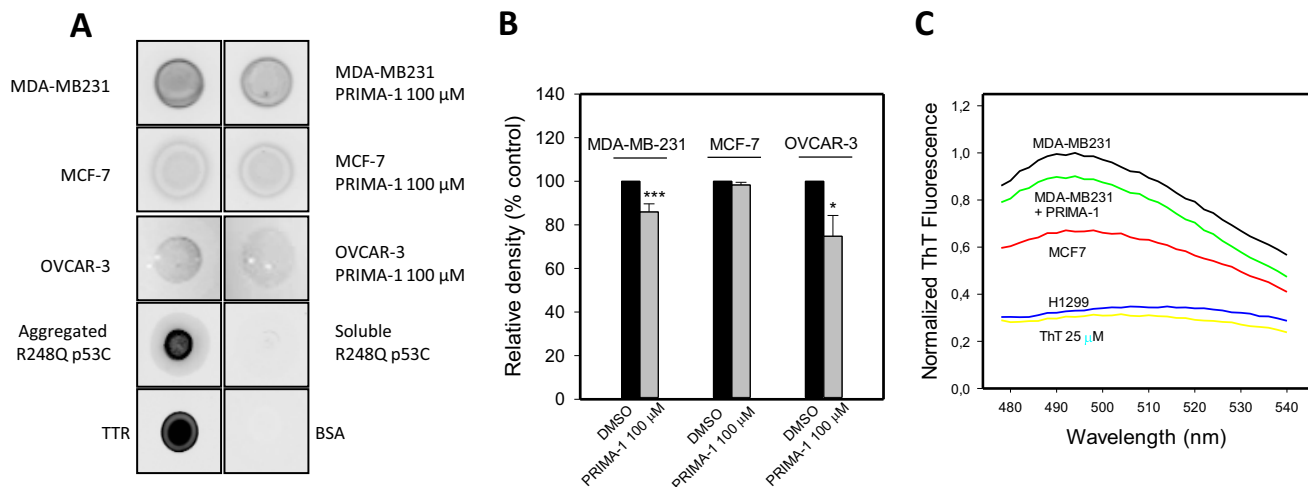 A
MDA-MB231
MDA-MB231
PRIMA-1 100 µM
MCF-7
MCF-7
PRIMA-1 100 µM
OVCAR-3
OVCAR-3
PRIMA-1 100 µM
Aggregated
R248Q p53C
Soluble
R248Q p53C
TTR
BSA
B
Relative density (% control)
140
120
100
80
60
40
20
0
MDA-MB-231
MCF-7
OVCAR-3
***
*
DMSO
PRIMA-1 100 µM
DMSO
PRIMA-1 100 µM
DMSO
PRIMA-1 100 µM
C
Normalized ThT Fluorescence
1,2
1,0
0,8
0,6
0,4
0,2
0,0
MDA-MB231
MDA-MB231
+ PRIMA-1
MCF7
H1299
ThT 25 µM
480 490 500 510 520 530 540
Wavelength (nm)